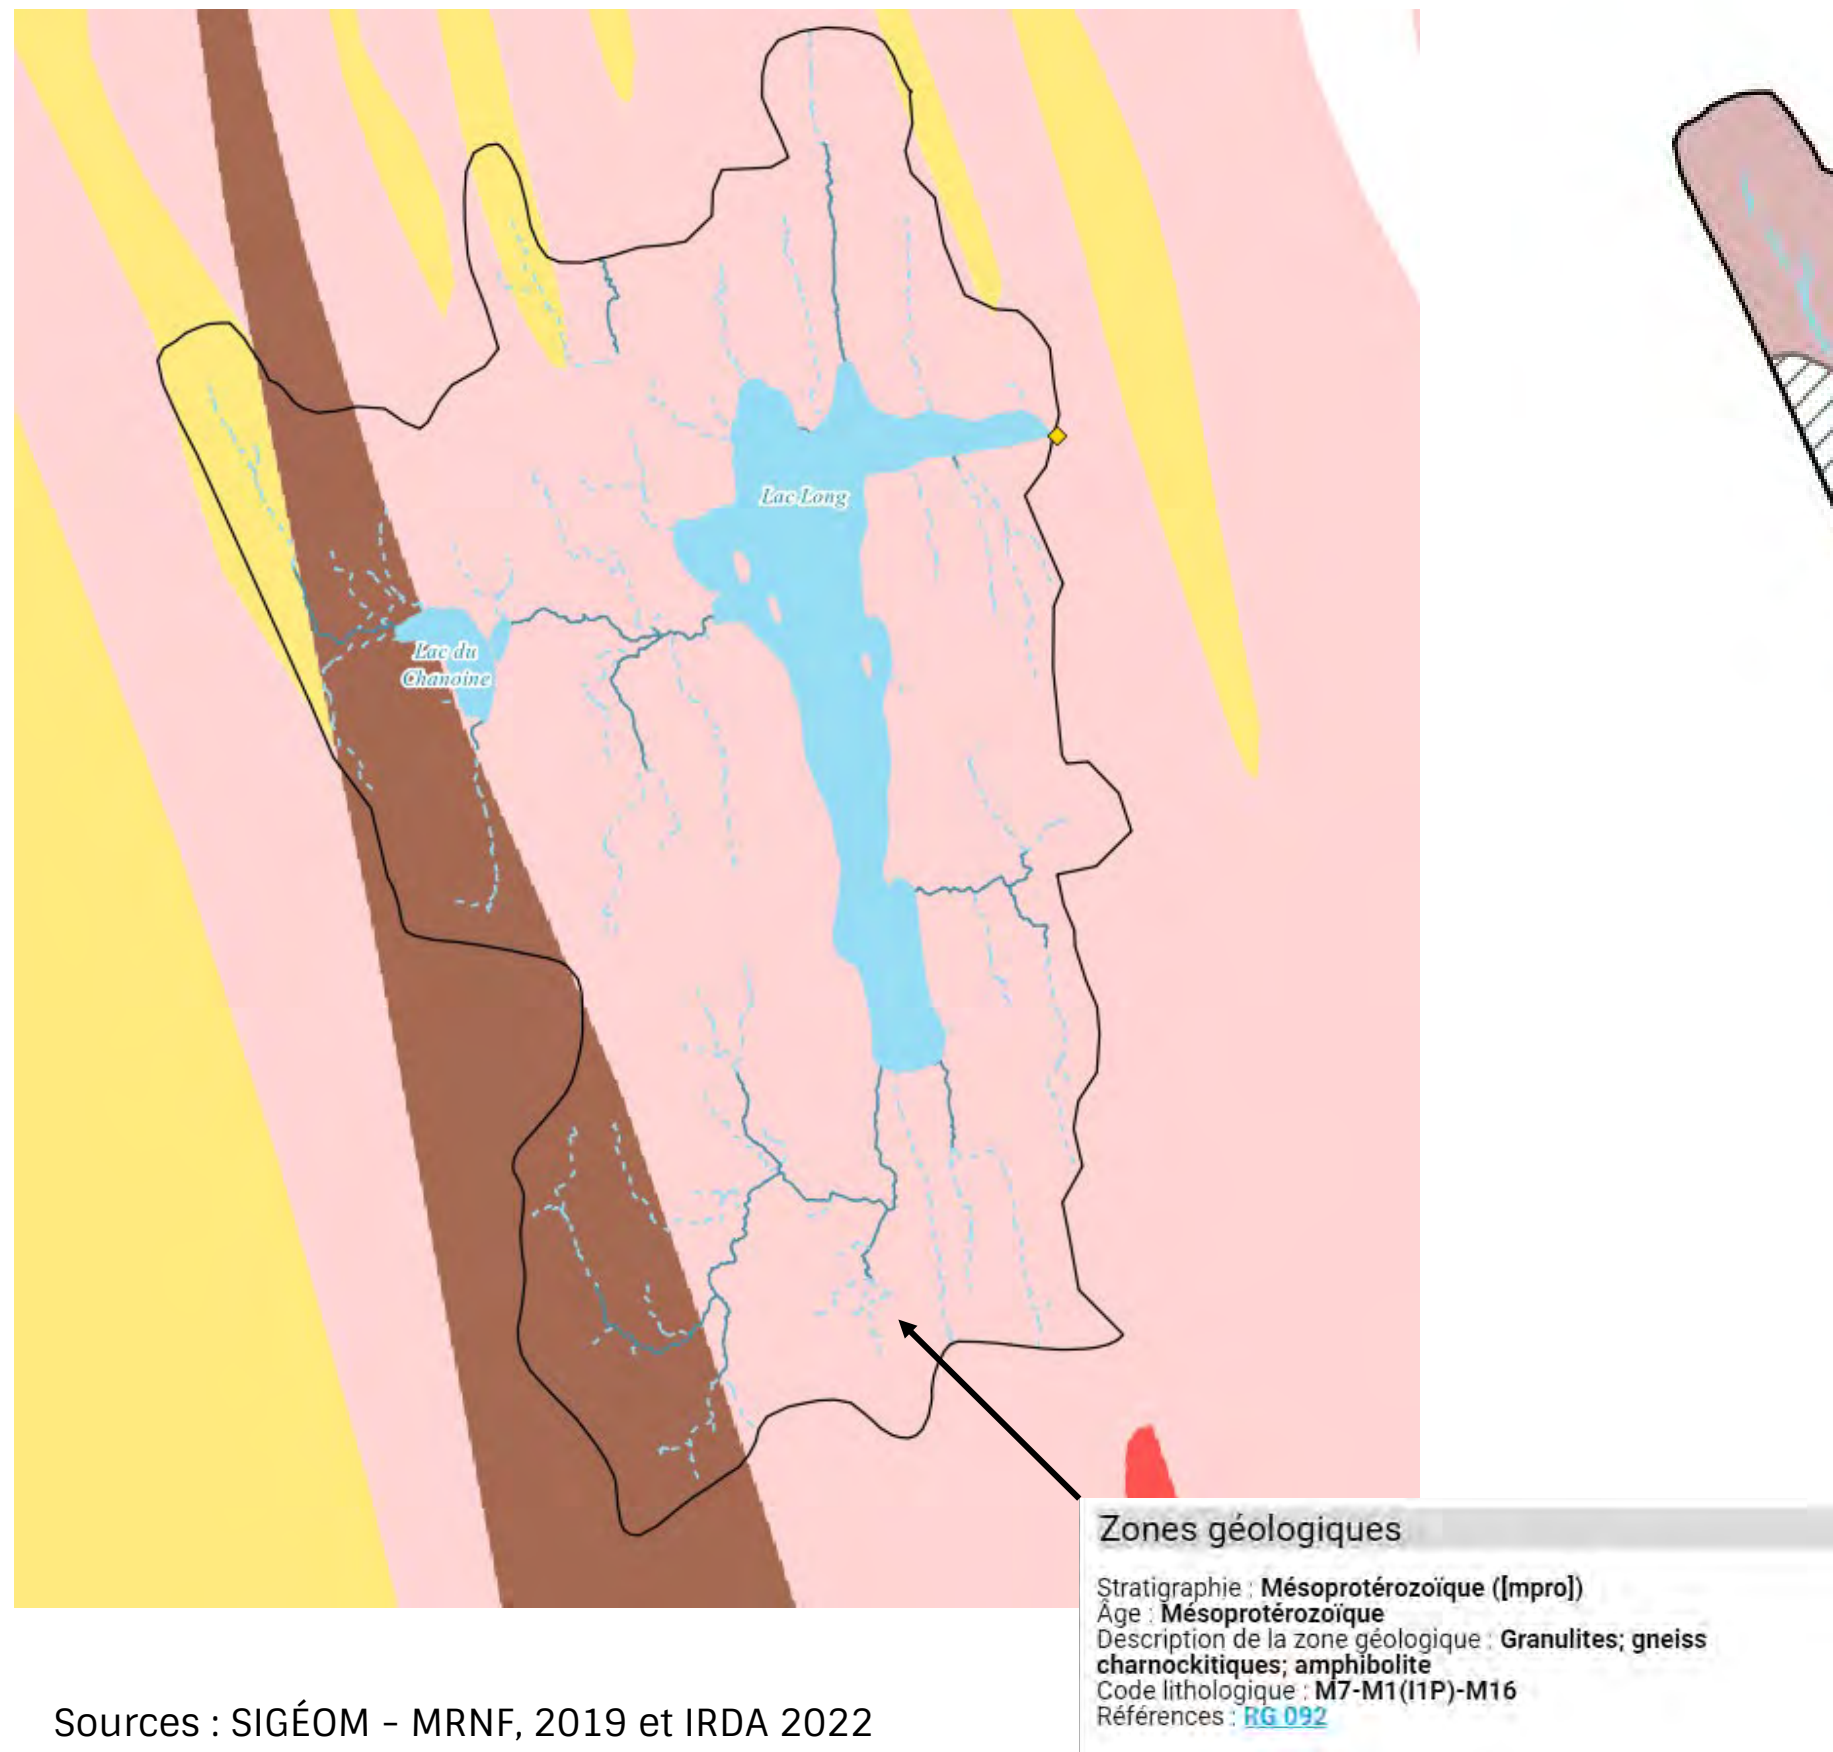 Lac Long
Lac du
Chanoine
Zones géologiques
Stratigraphie : Mésoprotérozoïque ([mpro])
Âge : Mésoprotérozoïque
Description de la zone géologique : Granulites; gneiss
charnockitiques; amphibolite
Code lithologique : M7-M1(I1P)-M16
Références : RG 092
Sources : SIGÉOM - MRNF, 2019 et IRDA 2022